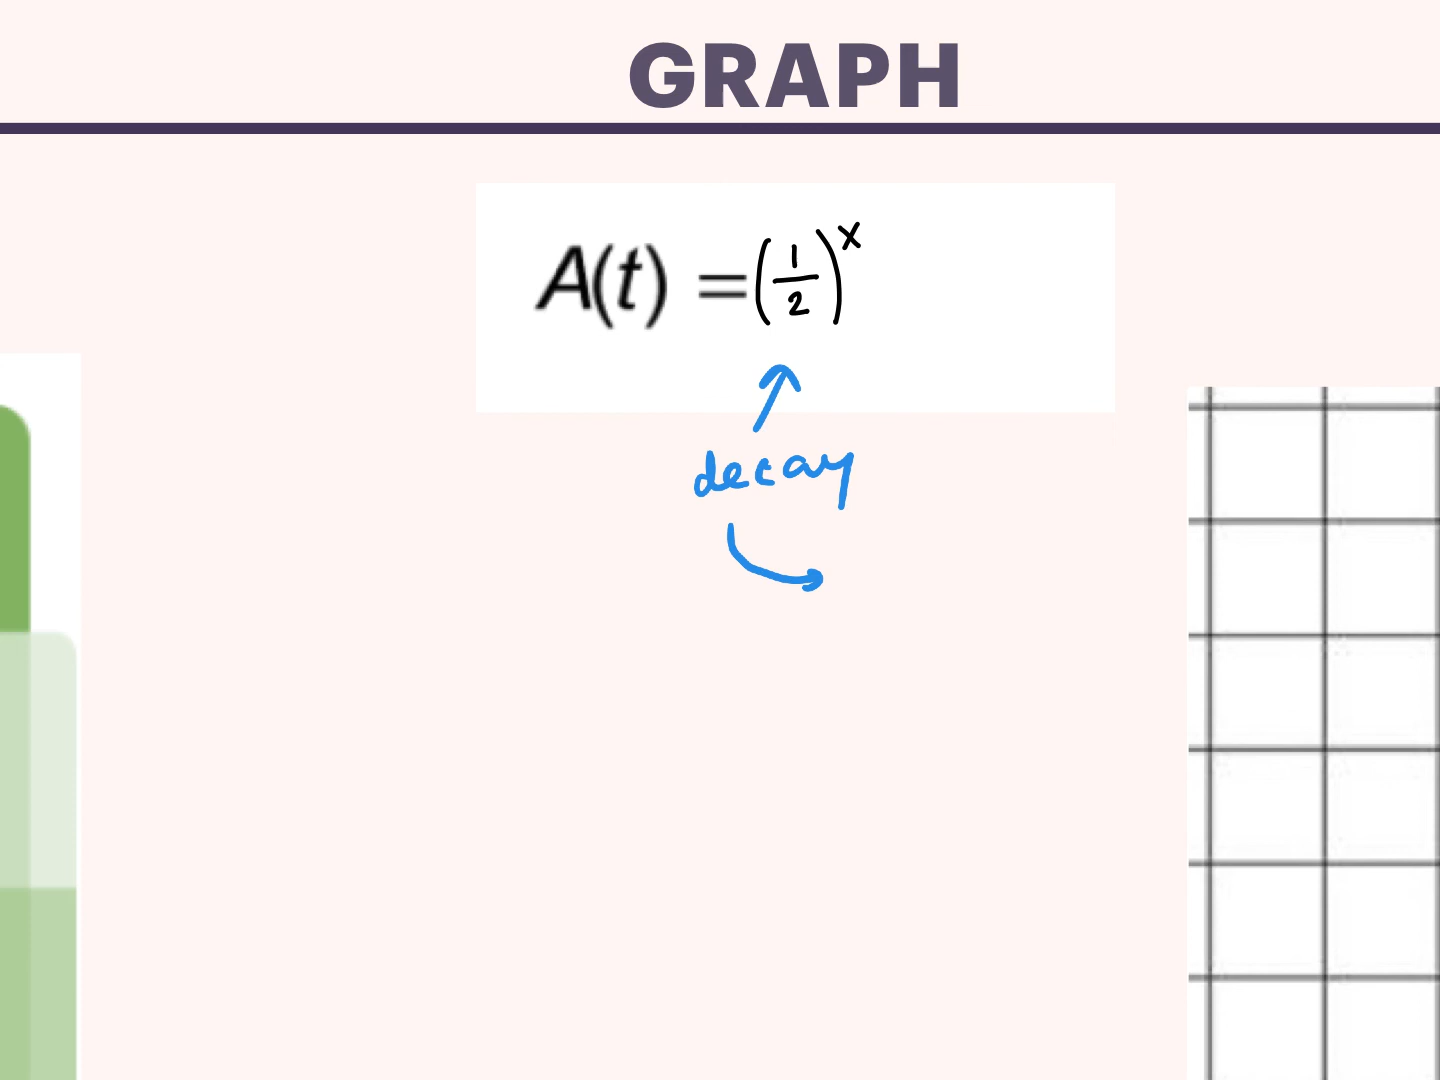 GRAPH
A(t) = (1/2)^x
decay